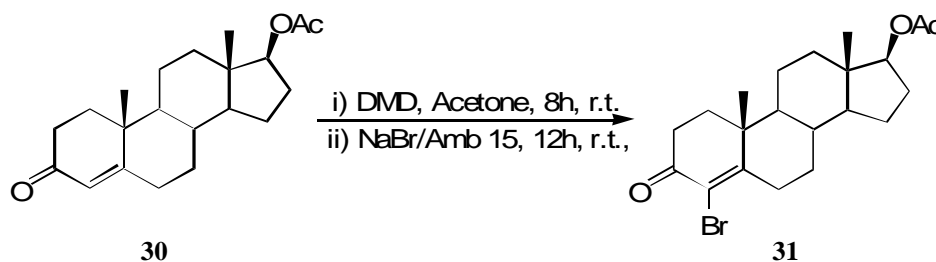 OAc
OAc
i) DMD, Acetone, 8h, r.t.
ii) NaBr/Amb 15, 12h, r.t.,
O
O
Br
30
31